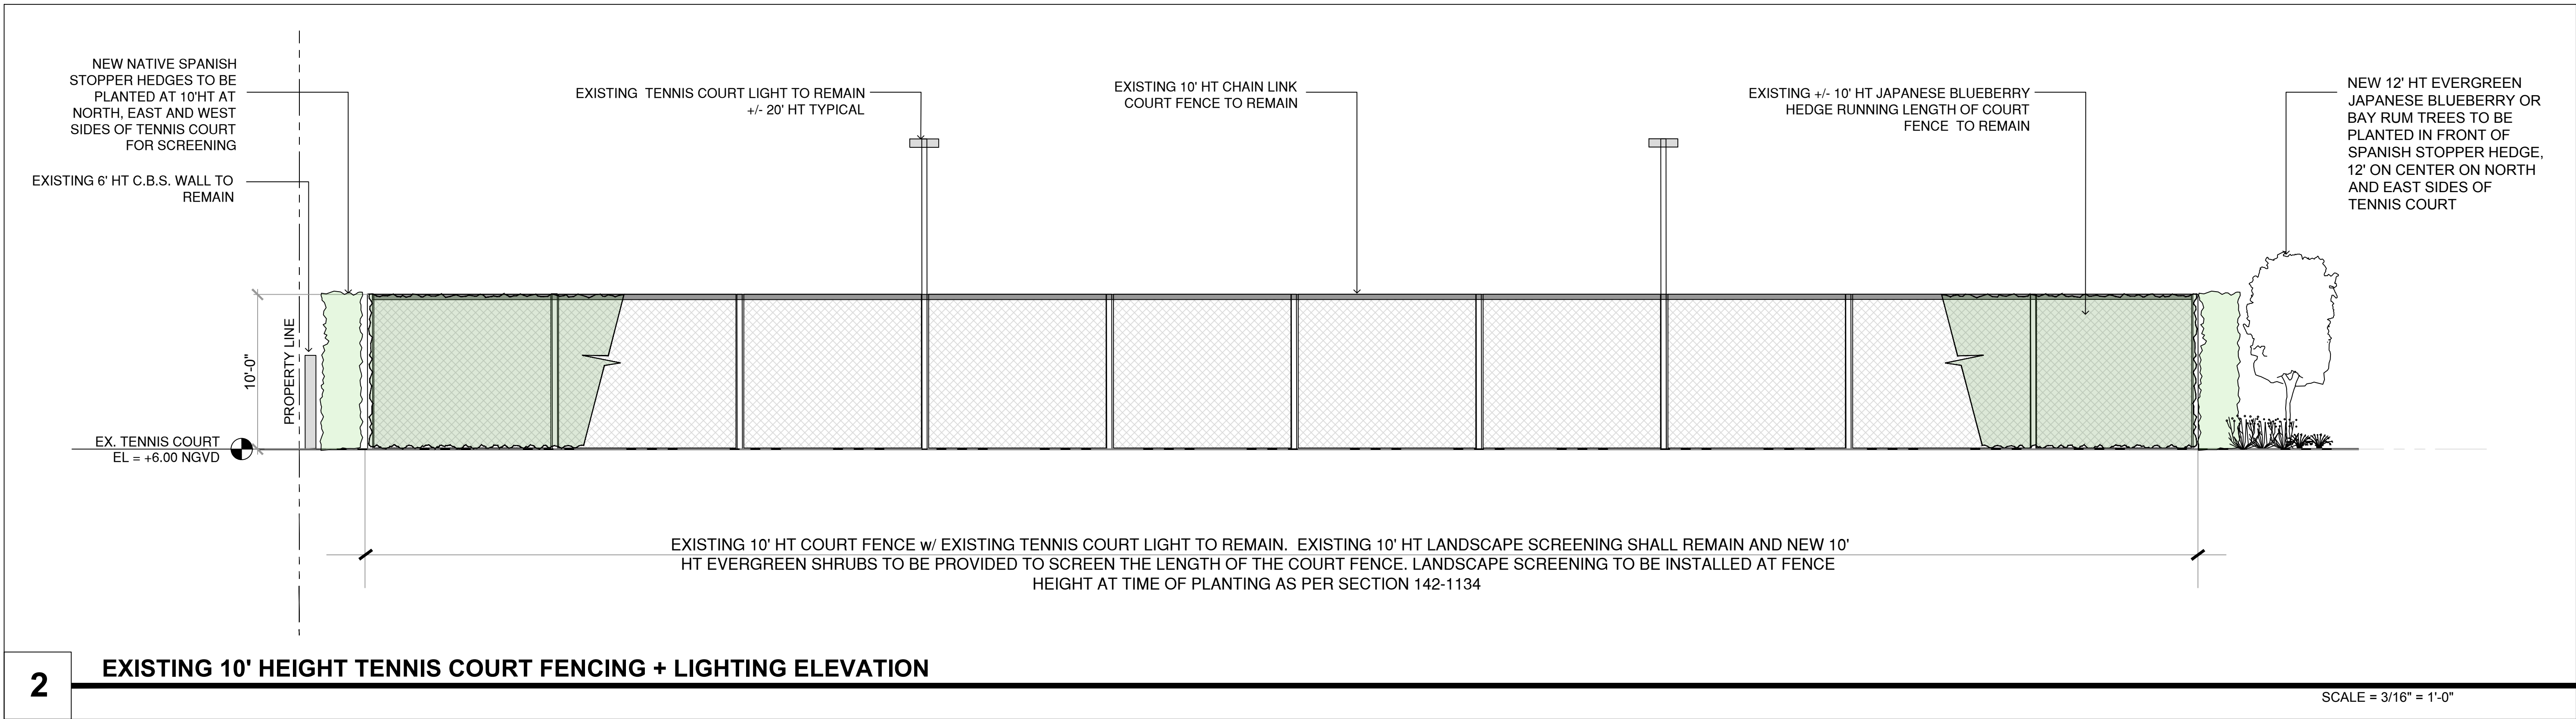 NEW NATIVE SPANISH
STOPPER HEDGES TO BE
PLANTED AT 10'HT AT
NORTH, EAST AND WEST
SIDES OF TENNIS COURT
FOR SCREENING
EXISTING 6' HT C.B.S. WALL TO
REMAIN
EXISTING TENNIS COURT LIGHT TO REMAIN
+/- 20' HT TYPICAL
EXISTING 10' HT CHAIN LINK
COURT FENCE TO REMAIN
EXISTING +/- 10' HT JAPANESE BLUEBERRY
HEDGE RUNNING LENGTH OF COURT
FENCE TO REMAIN
NEW 12' HT EVERGREEN
JAPANESE BLUEBERRY OR
BAY RUM TREES TO BE
PLANTED IN FRONT OF
SPANISH STOPPER HEDGE,
12' ON CENTER ON NORTH
AND EAST SIDES OF
TENNIS COURT
10'-0"
PROPERTY LINE
EX. TENNIS COURT
EL = +6.00 NGVD
EXISTING 10' HT COURT FENCE w/ EXISTING TENNIS COURT LIGHT TO REMAIN. EXISTING 10' HT LANDSCAPE SCREENING SHALL REMAIN AND NEW 10'
HT EVERGREEN SHRUBS TO BE PROVIDED TO SCREEN THE LENGTH OF THE COURT FENCE. LANDSCAPE SCREENING TO BE INSTALLED AT FENCE
HEIGHT AT TIME OF PLANTING AS PER SECTION 142-1134
2
EXISTING 10' HEIGHT TENNIS COURT FENCING + LIGHTING ELEVATION
SCALE = 3/16" = 1'-0"